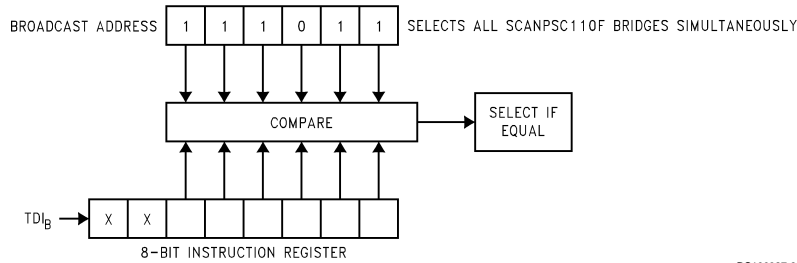 BROADCAST ADDRESS 1 1 1 0 1 1 SELECTS ALL SCANPSC110F BRIDGES SIMULTANEOUSLY
COMPARE
SELECT IF
EQUAL
TDIB X X
8-BIT INSTRUCTION REGISTER